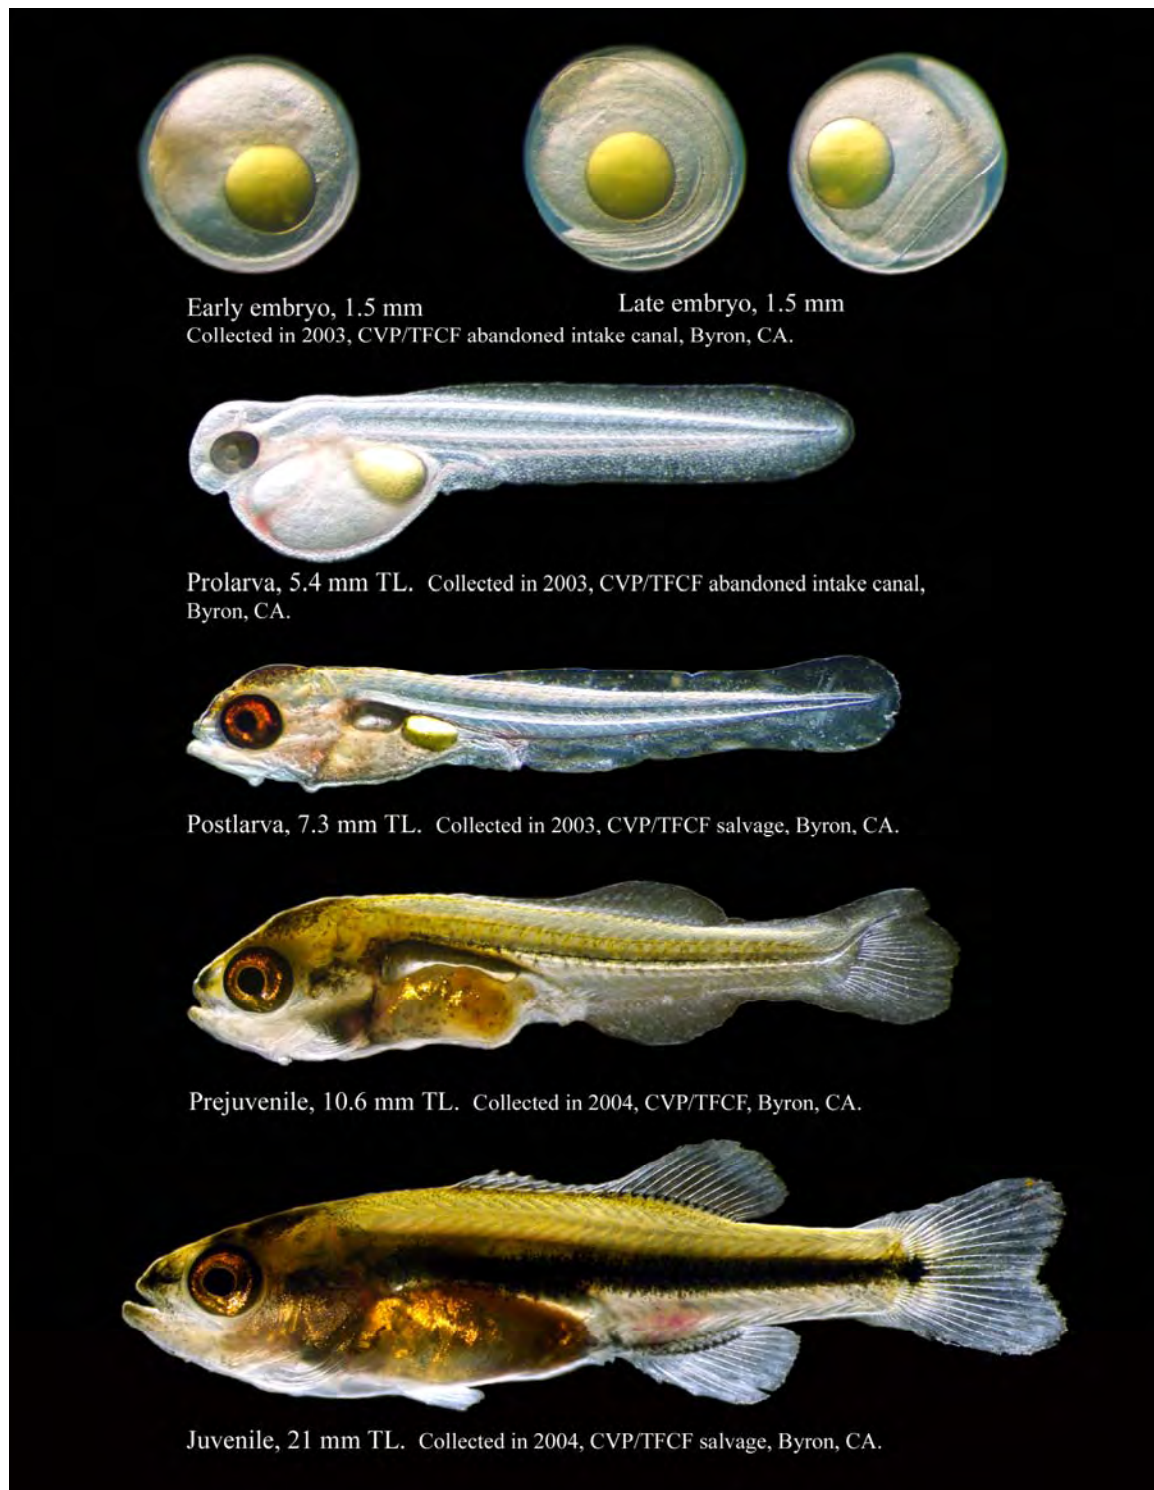 Early embryo, 1.5 mm
Late embryo, 1.5 mm
Collected in 2003, CVP/TFCF abandoned intake canal, Byron, CA.
Prolarva, 5.4 mm TL. Collected in 2003, CVP/TFCF abandoned intake canal,
Byron, CA.
Postlarva, 7.3 mm TL. Collected in 2003, CVP/TFCF salvage, Byron, CA.
Prejuvenile, 10.6 mm TL. Collected in 2004, CVP/TFCF, Byron, CA.
Juvenile, 21 mm TL. Collected in 2004, CVP/TFCF salvage, Byron, CA.